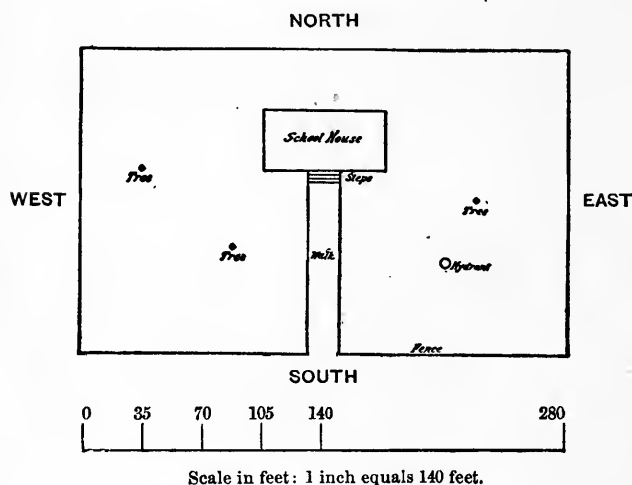 NORTH
School House
Tree
Steps
WEST
Tree
EAST
Tree
Walk
Hydrant
Fence
SOUTH
0 35 70 105 140 280
Scale in feet: 1 inch equals 140 feet.